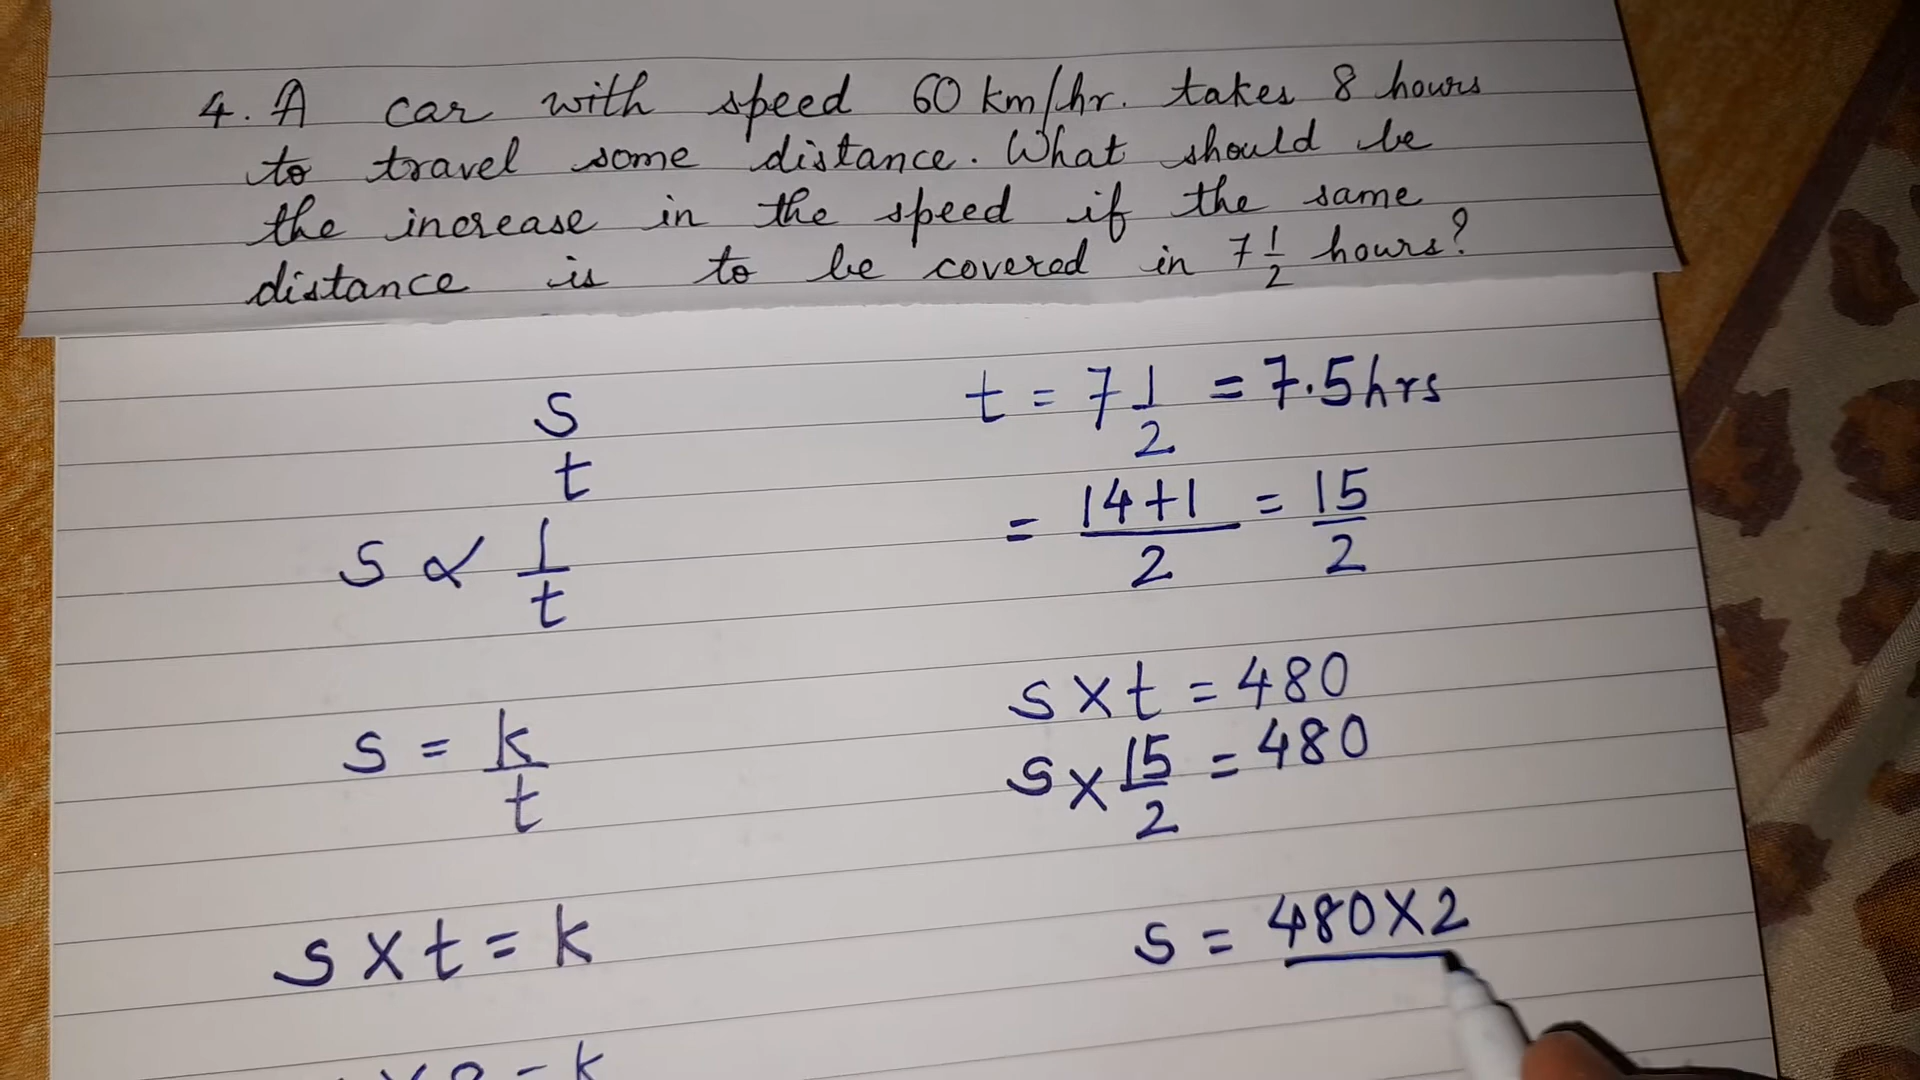 4. A car with speed 60 km/hr. takes 8 hours
to travel some distance. What should be
the increase in the speed if the same
distance is to be covered in 7 1/2 hours?
s
t
s ∝ 1/t
s = k/t
s × t = k
= k
t = 7 1/2 = 7.5 hrs
= 14+1/2 = 15/2
s × t = 480
s × 15/2 = 480
s = 480 × 2